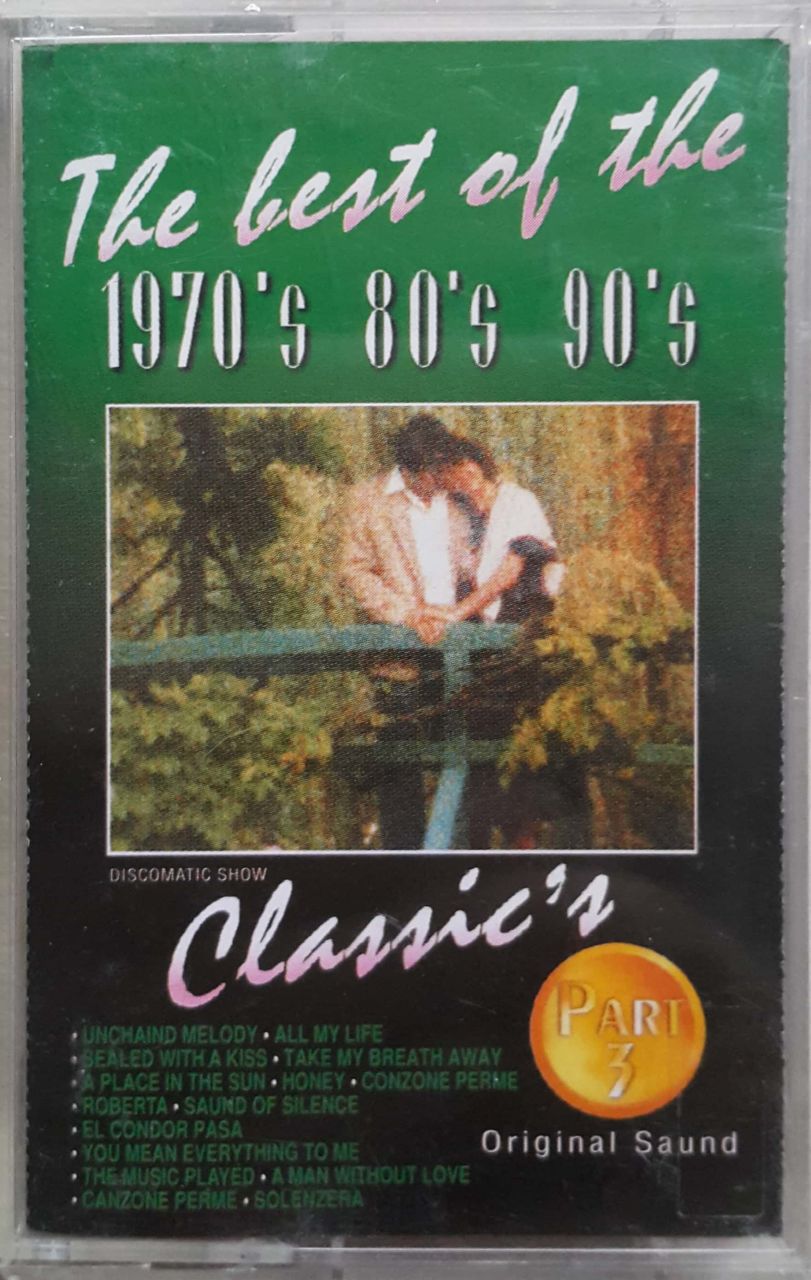 The best of the
1970's 80's 90's
DISCOMATIC SHOW
Classic's
PART
3
• UNCHAIND MELODY • ALL MY LIFE
• SEALED WITH A KISS • TAKE MY BREATH AWAY
• A PLACE IN THE SUN • HONEY • CONZONE PERME
• ROBERTA • SAUND OF SILENCE
• EL CONDOR PASA
• YOU MEAN EVERYTHING TO ME
• THE MUSIC PLAYED • A MAN WITHOUT LOVE
• CANZONE PERME • SOLENZERA
Original Saund